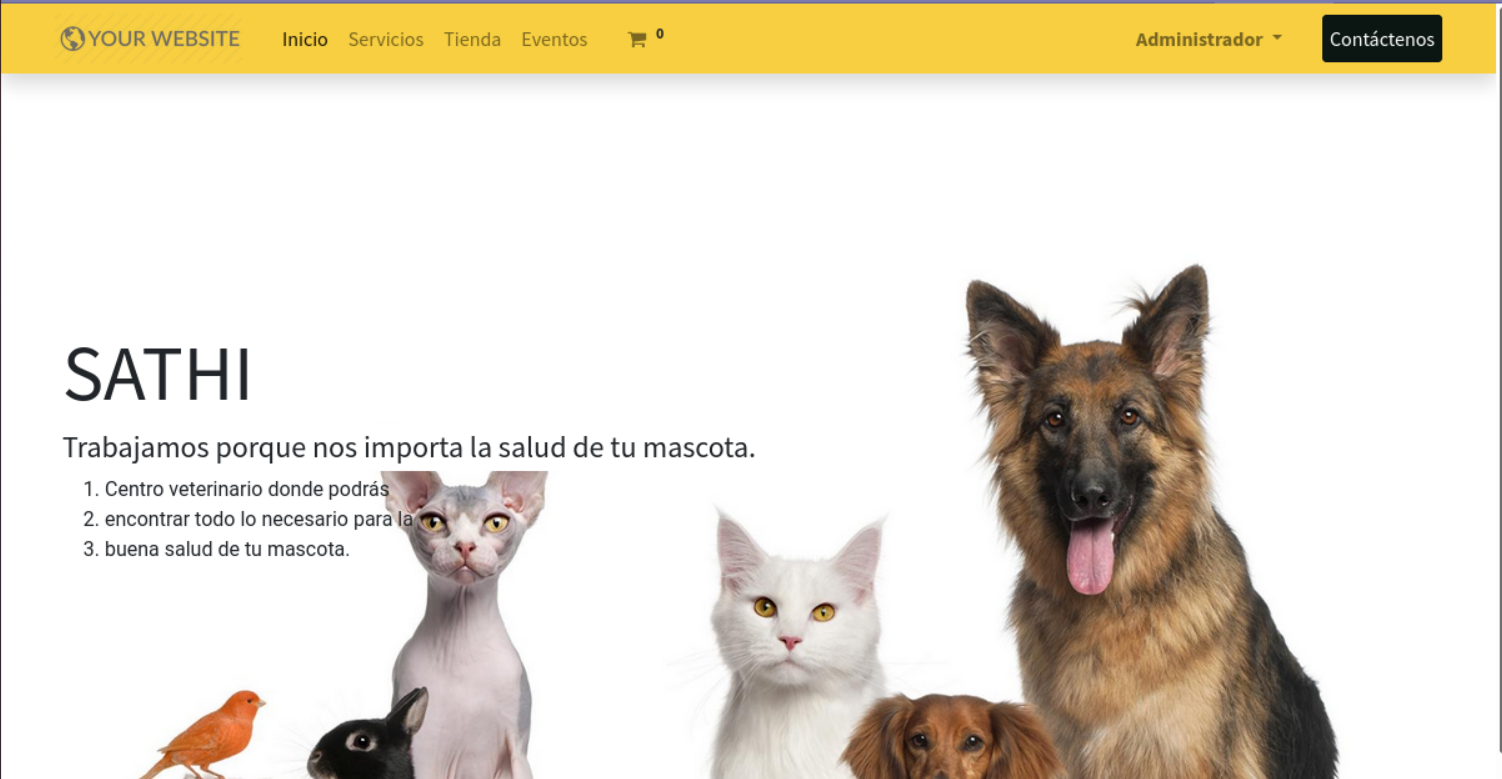 YOUR WEBSITE Inicio Servicios Tienda Eventos 0 Administrador Contáctenos
SATHI
Trabajamos porque nos importa la salud de tu mascota.
1. Centro veterinario donde podrás
2. encontrar todo lo necesario para la
3. buena salud de tu mascota.